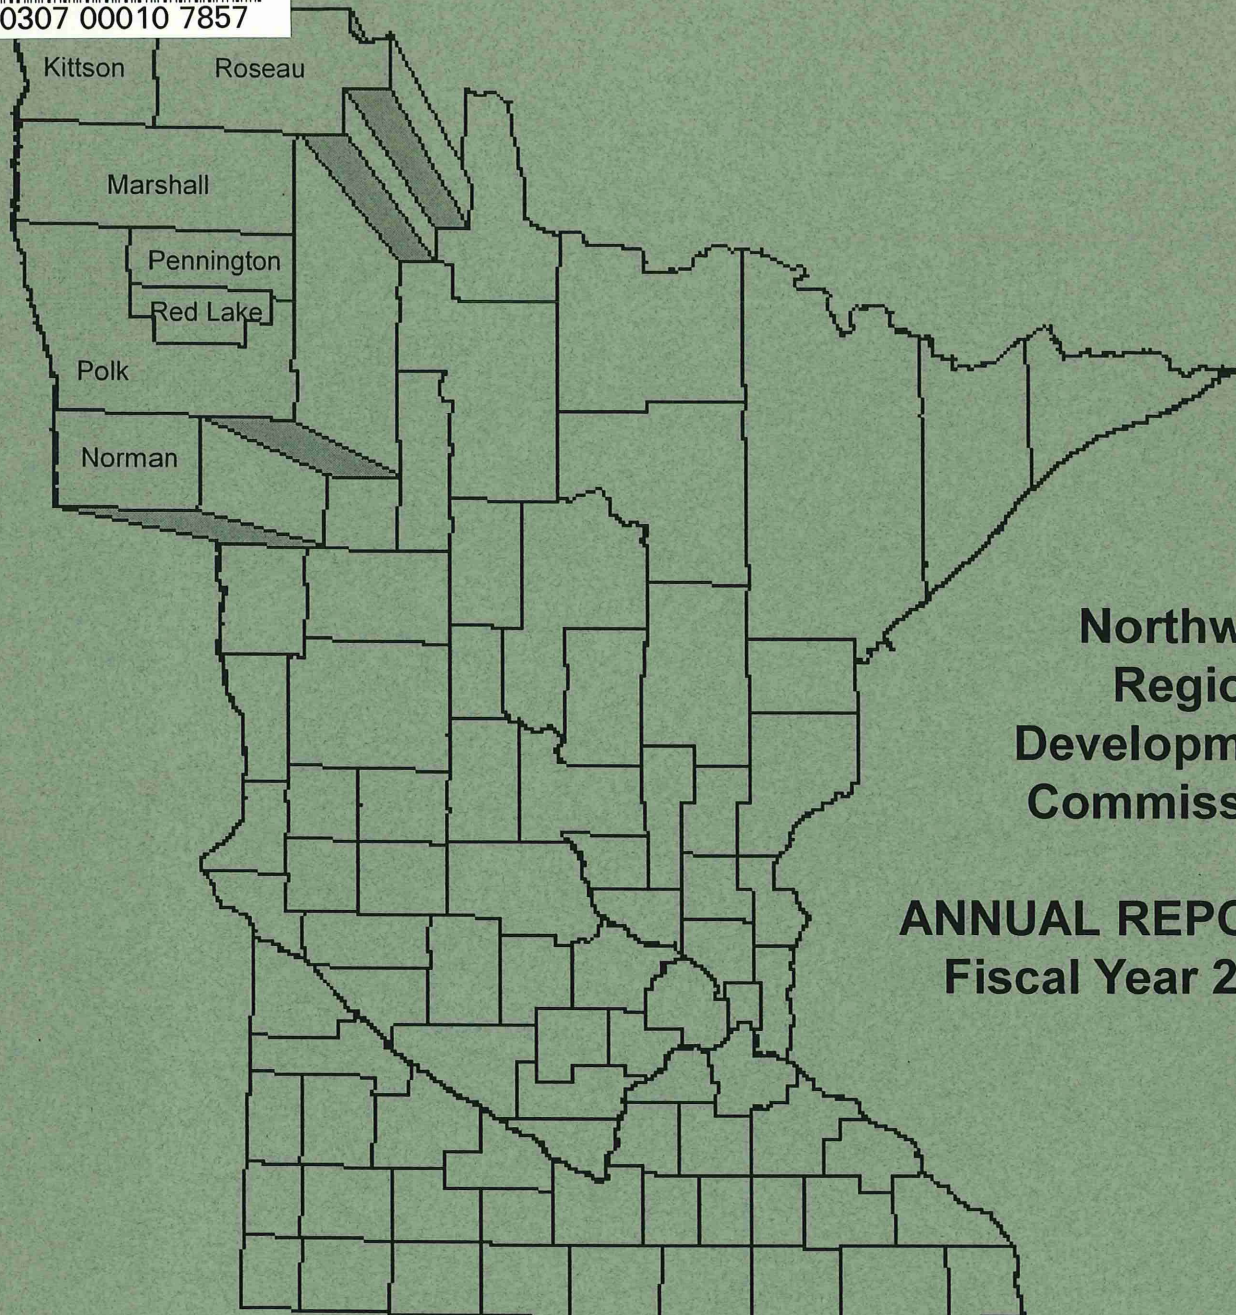 0307 00010 7857
Kittson
Roseau
Marshall
Pennington
Red Lake
Polk
Norman
Northw
Regio
Developm
Commiss
ANNUAL REPO
Fiscal Year 2